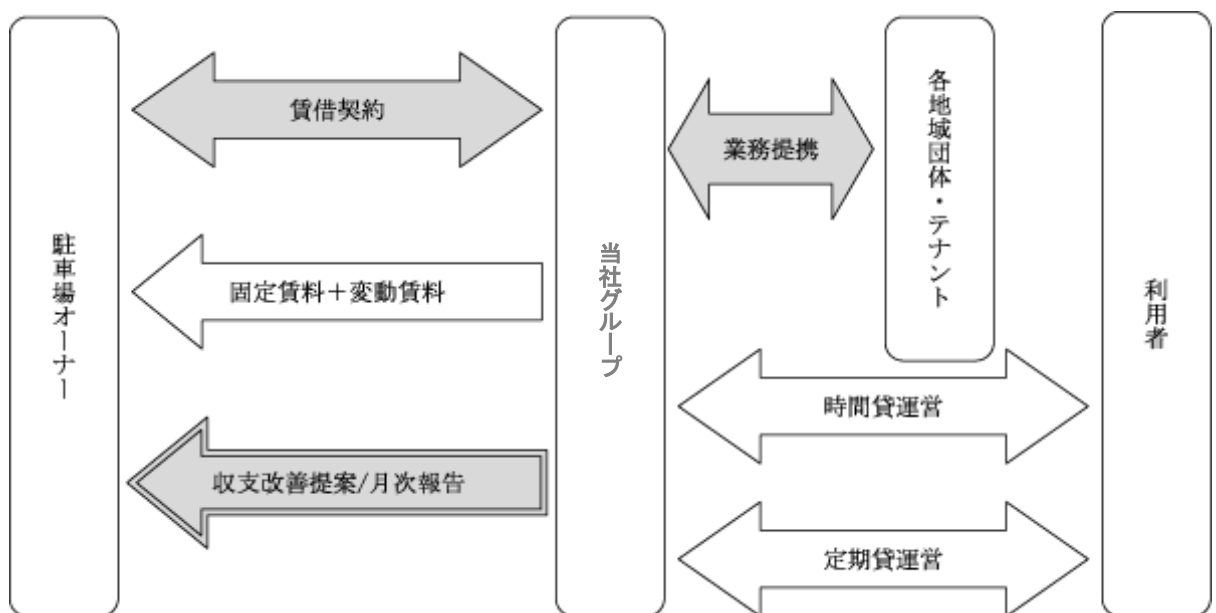 駐車場オーナー
賃借契約
固定賃料＋変動賃料
収支改善提案/月次報告
当社グループ
業務提携
各地域団体・テナント
時間貸運営
定期貸運営
利用者